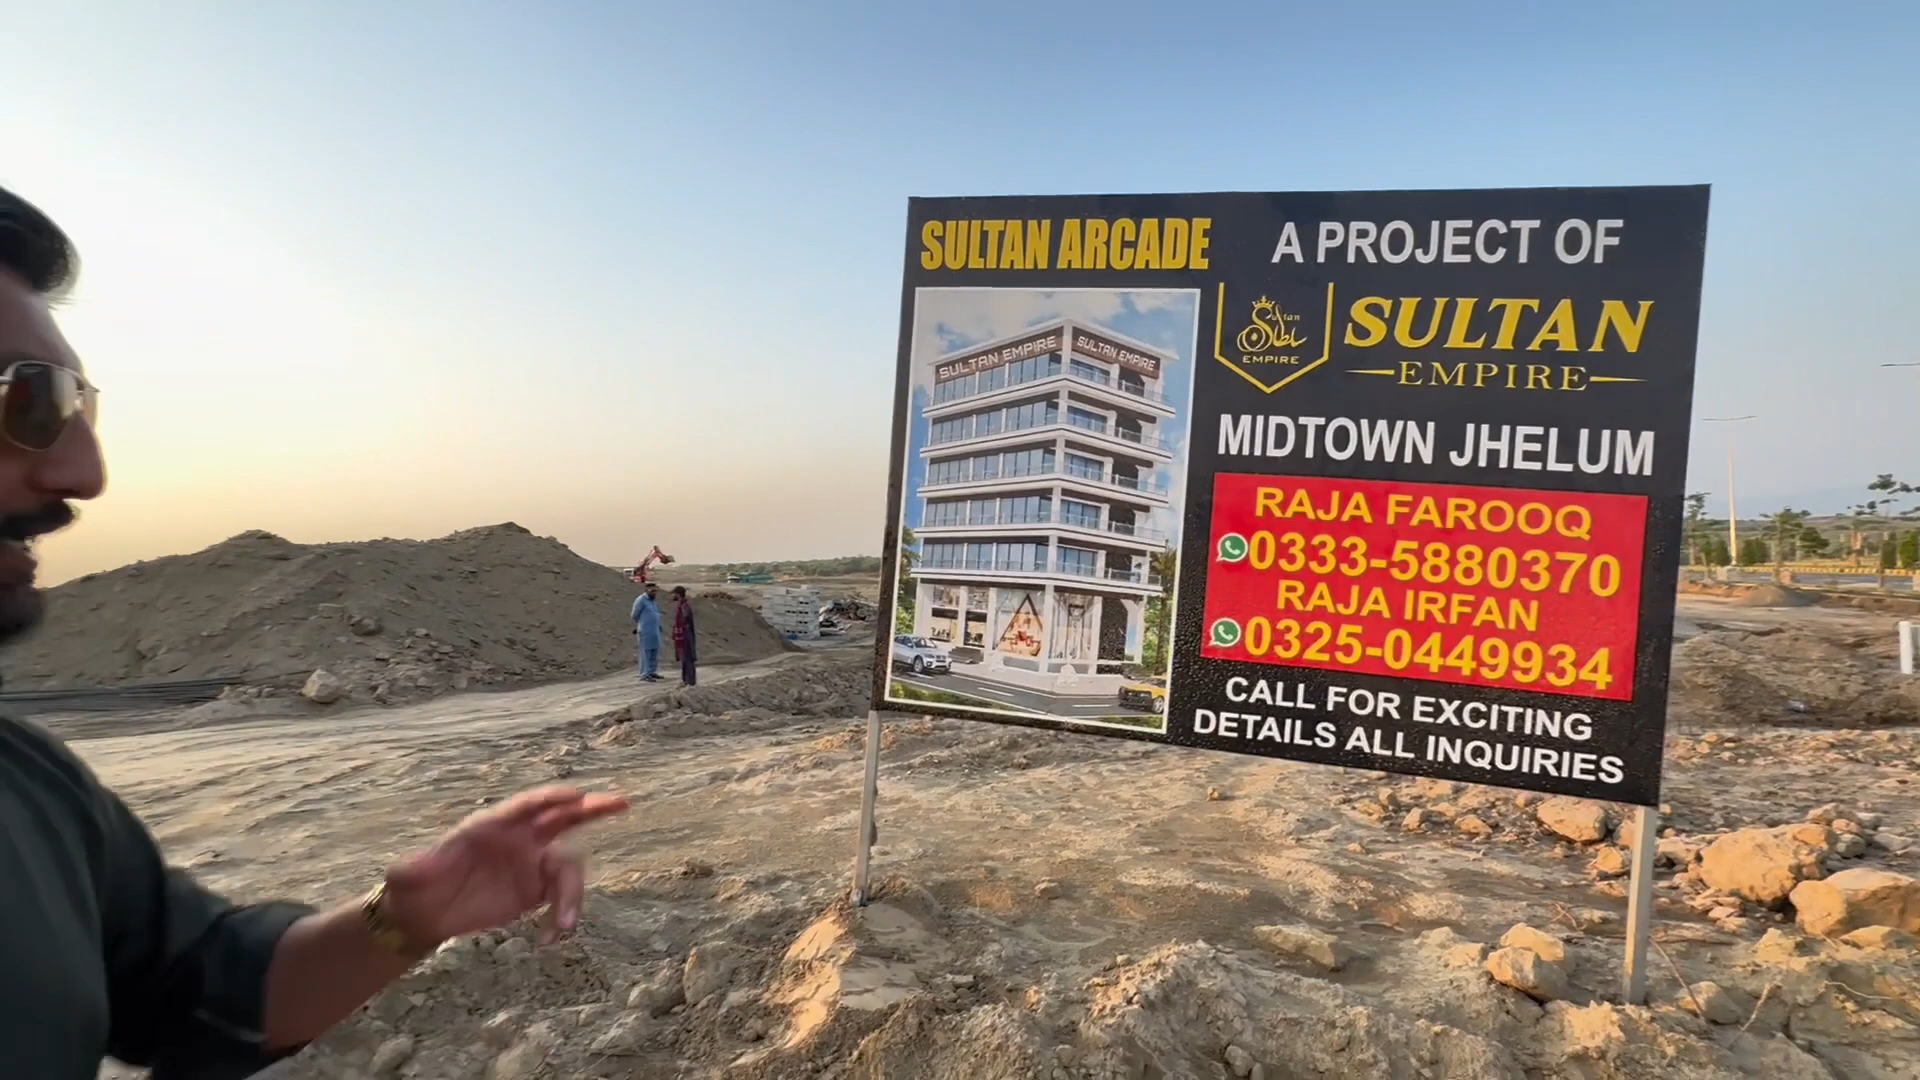 SULTAN ARCADE
SULTAN EMPIRE
SULTAN EMPIRE
A PROJECT OF
Sultan
سلطان
EMPIRE
SULTAN
EMPIRE
MIDTOWN JHELUM
RAJA FAROOQ
0333-5880370
RAJA IRFAN
0325-0449934
CALL FOR EXCITING
DETAILS ALL INQUIRIES